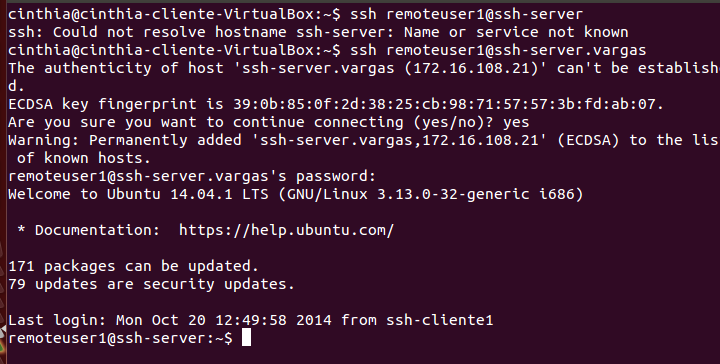 cinthia@cinthia-cliente-VirtualBox:~$ ssh remoteuser1@ssh-server
ssh: Could not resolve hostname ssh-server: Name or service not known
cinthia@cinthia-cliente-VirtualBox:~$ ssh remoteuser1@ssh-server.vargas
The authenticity of host 'ssh-server.vargas (172.16.108.21)' can't be establishe
d.
ECDSA key fingerprint is 39:0b:85:0f:2d:38:25:cb:98:71:57:57:3b:fd:ab:07.
Are you sure you want to continue connecting (yes/no)? yes
Warning: Permanently added 'ssh-server.vargas,172.16.108.21' (ECDSA) to the lis
 of known hosts.
remoteuser1@ssh-server.vargas's password:
Welcome to Ubuntu 14.04.1 LTS (GNU/Linux 3.13.0-32-generic i686)

 * Documentation:  https://help.ubuntu.com/

171 packages can be updated.
79 updates are security updates.

Last login: Mon Oct 20 12:49:58 2014 from ssh-cliente1
remoteuser1@ssh-server:~$